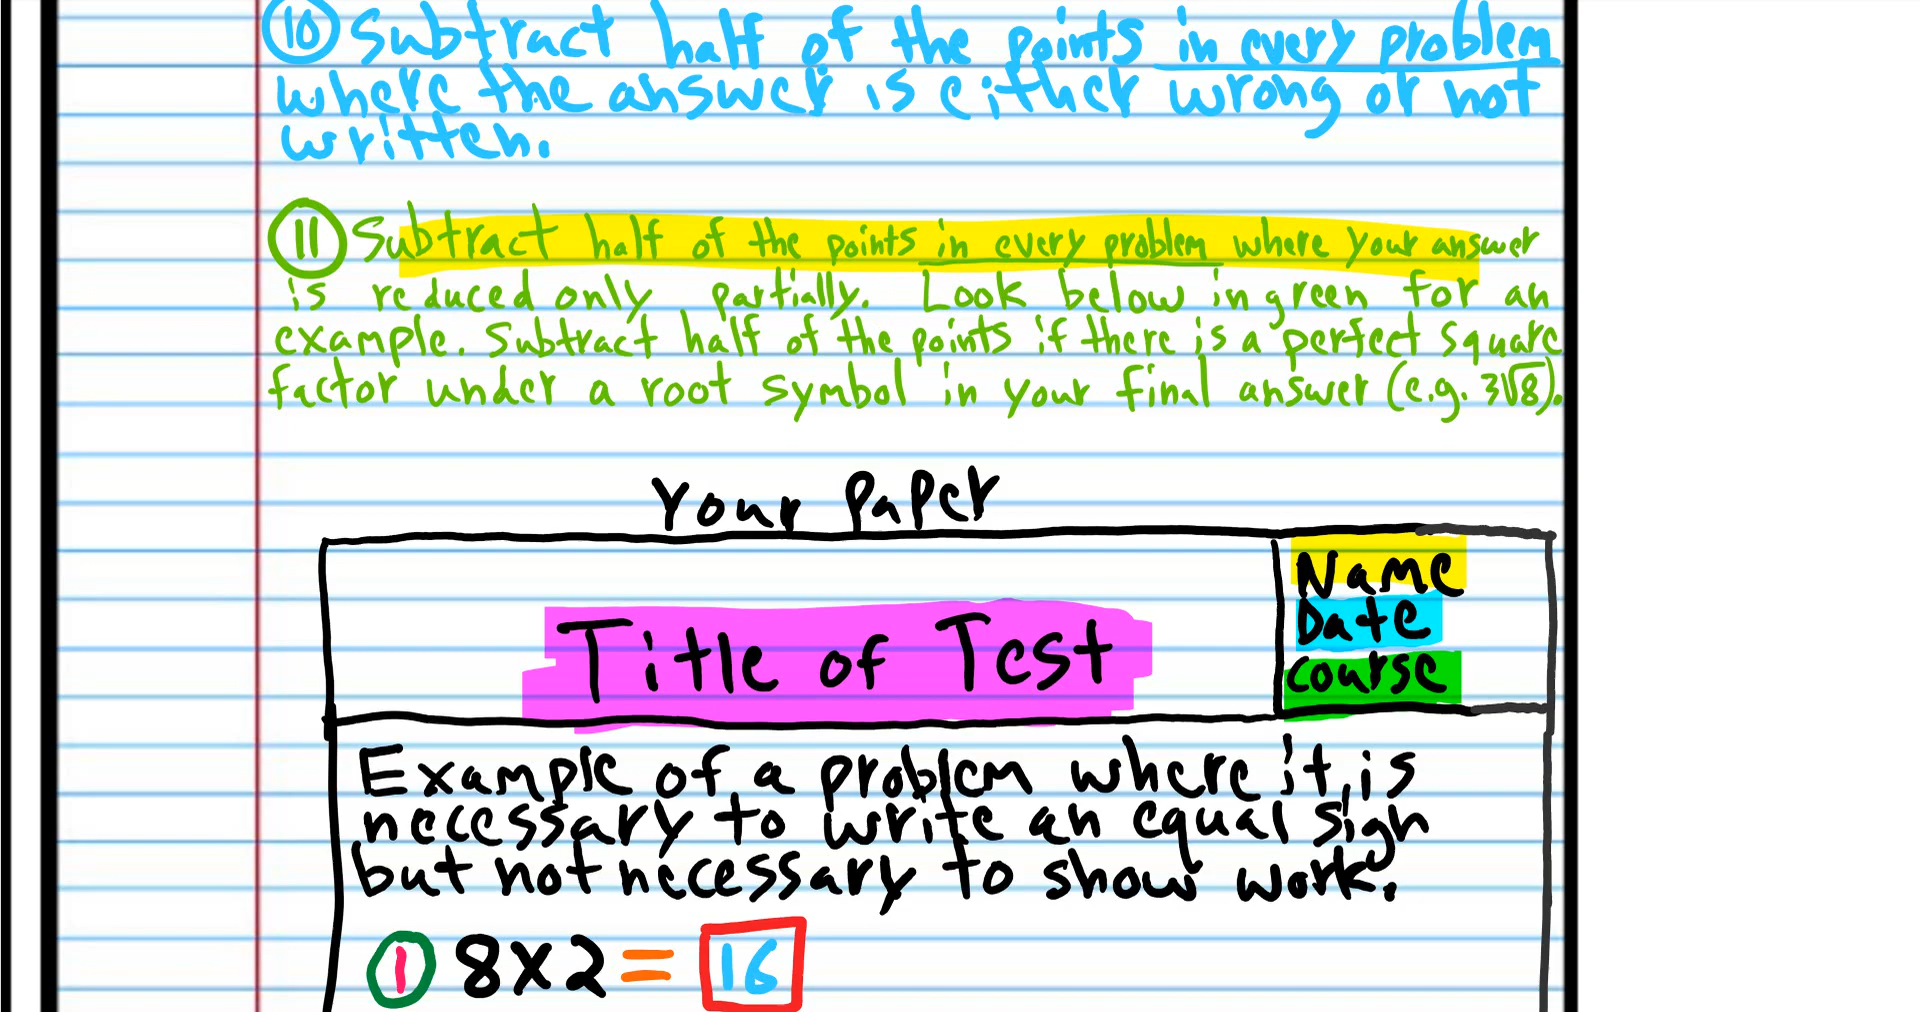 ⑩ Subtract half of the points in every problem
where the answer is either wrong or not
written.
⑪ Subtract half of the points in every problem where your answer
is reduced only partially. Look below in green for an
example. Subtract half of the points if there is a perfect square
factor under a root symbol in your final answer (e.g. 3√8).
Your Paper
Title of Test
Name
Date
Course
Example of a problem where it is
necessary to write an equal sign
but not necessary to show work.
① 8×2 = 16